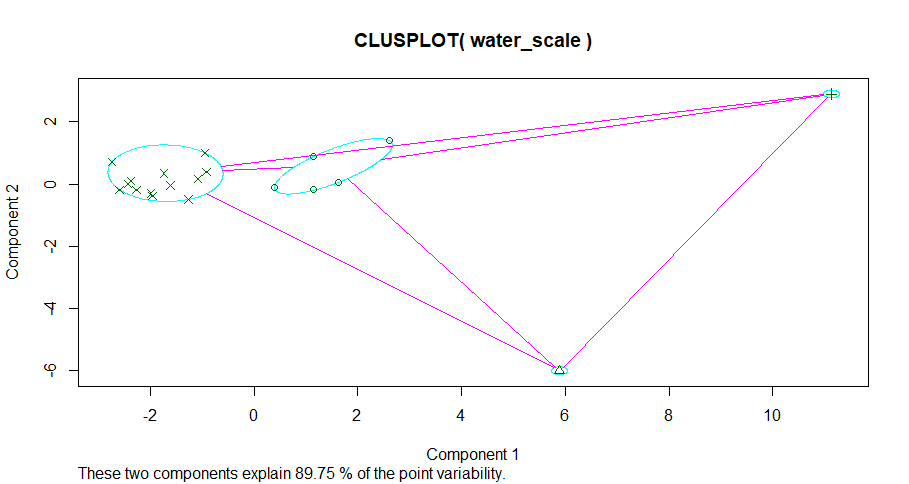 CLUSPLOT( water_scale )
Component 2
2
0
-2
-4
-6
-2 0 2 4 6 8 10
Component 1
These two components explain 89.75 % of the point variability.